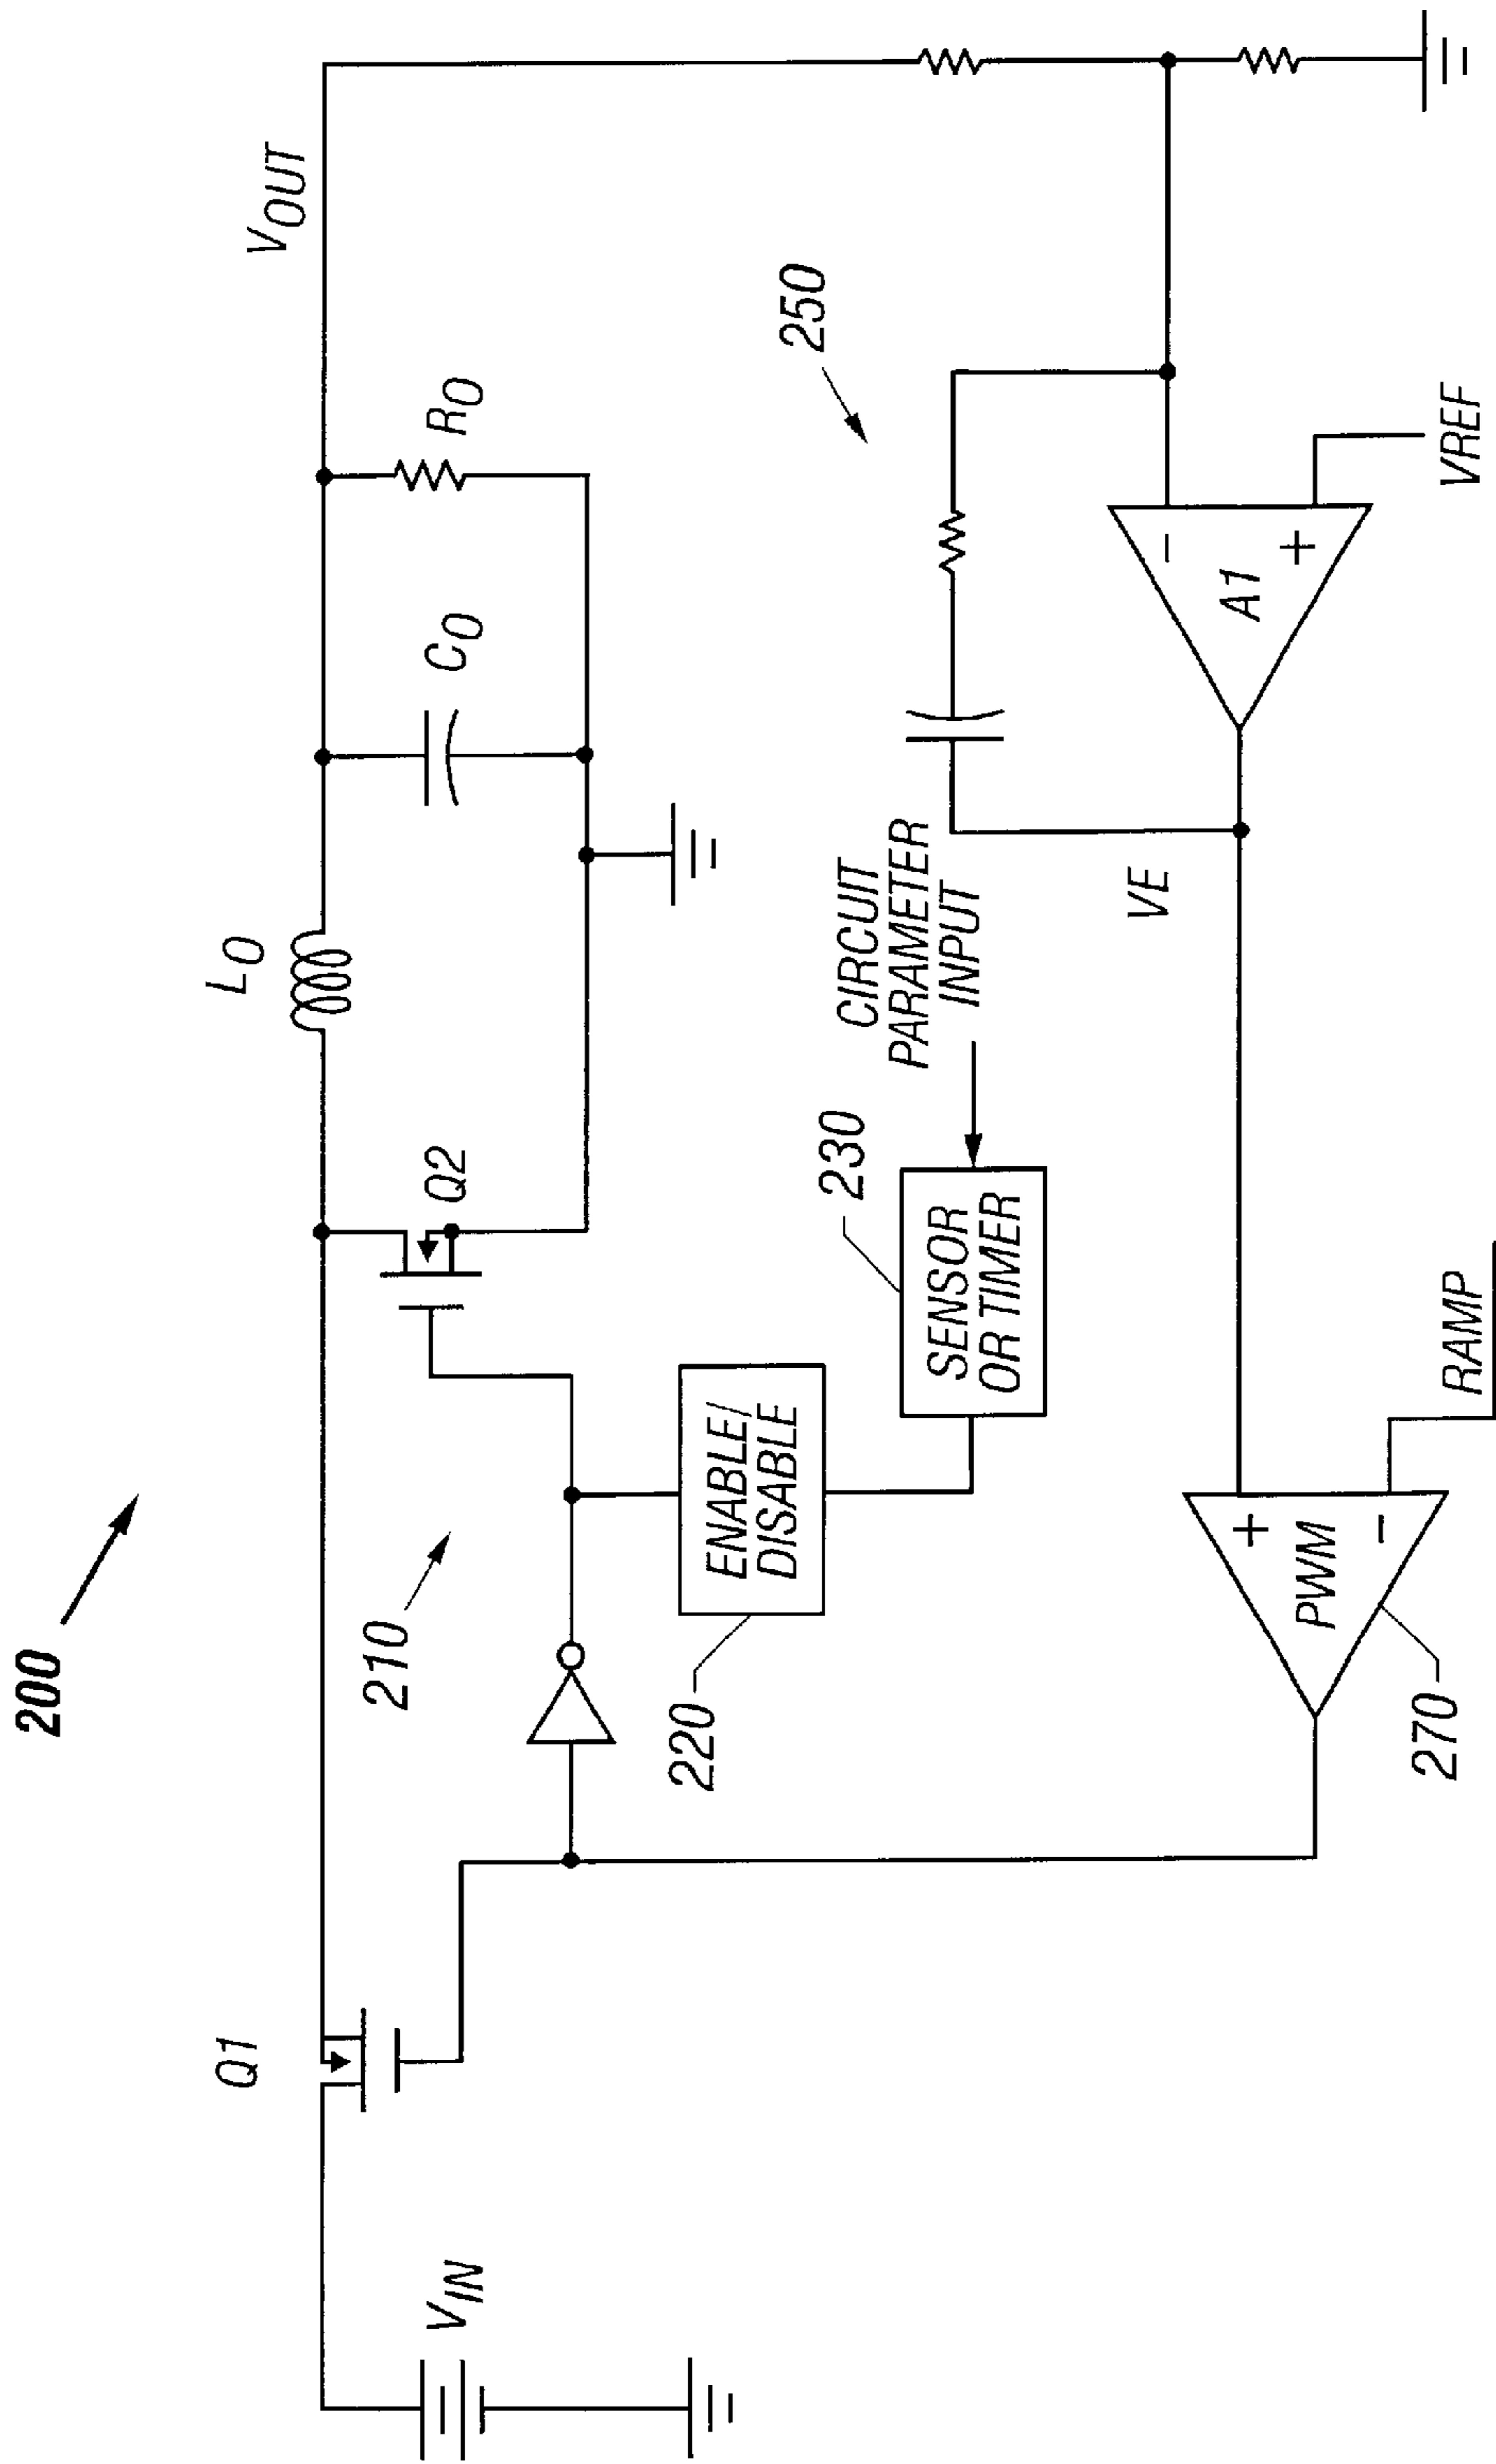 200
Q1
VIN
210
Q2
LO
CO
RO
VOUT
220
ENABLE/
DISABLE
230
SENSOR
OR TIMER
CIRCUIT
PARAMETER
INPUT
250
VE
A1
−
+
VREF
PWM
+
−
270
RAMP